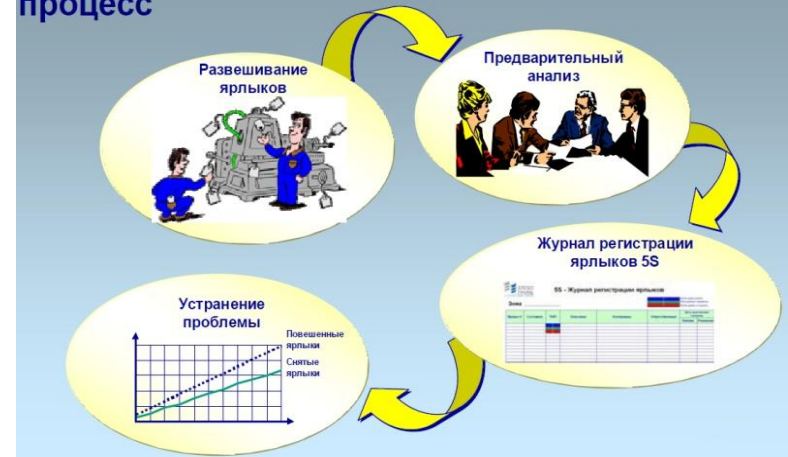 процесс
Развешивание
ярлыков
Предварительный
анализ
Журнал регистрации
ярлыков 5S
5S - Журнал регистрации ярлыков
Зона
Устранение
проблемы
Повешенные
ярлыки
Снятые
ярлыки